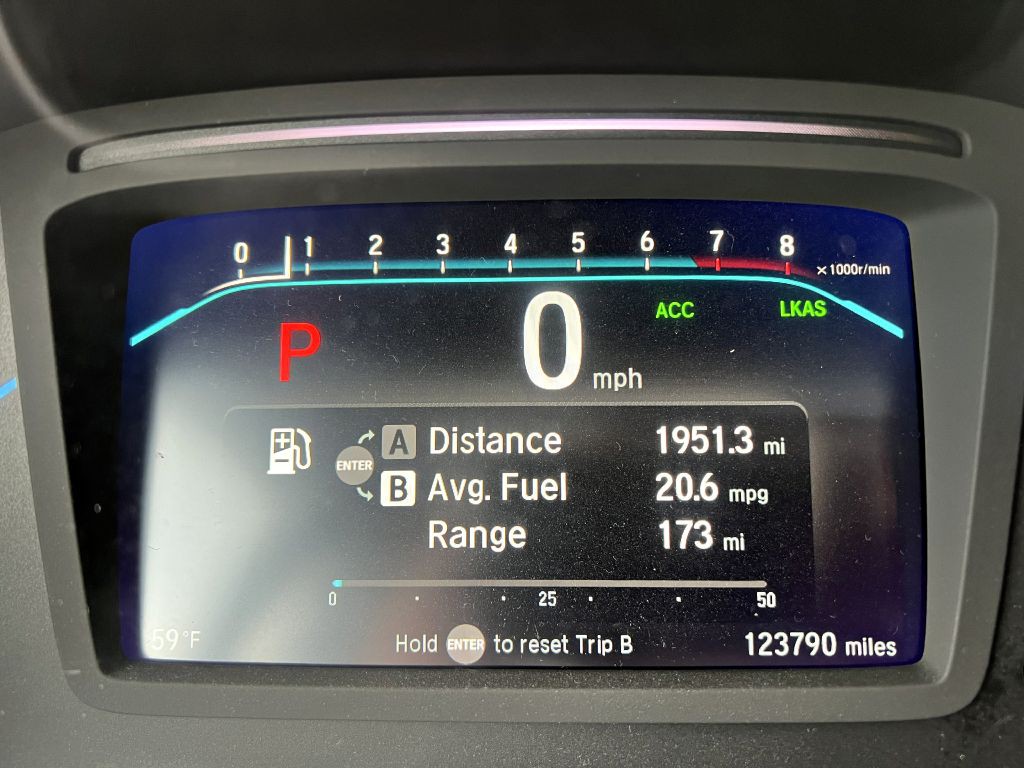 0 1 2 3 4 5 6 7 8
×1000r/min
ACC LKAS
P 0 mph
A Distance 1951.3 mi
ENTER
B Avg. Fuel 20.6 mpg
Range 173 mi
0 25 50
59°F Hold ENTER to reset Trip B 123790 miles